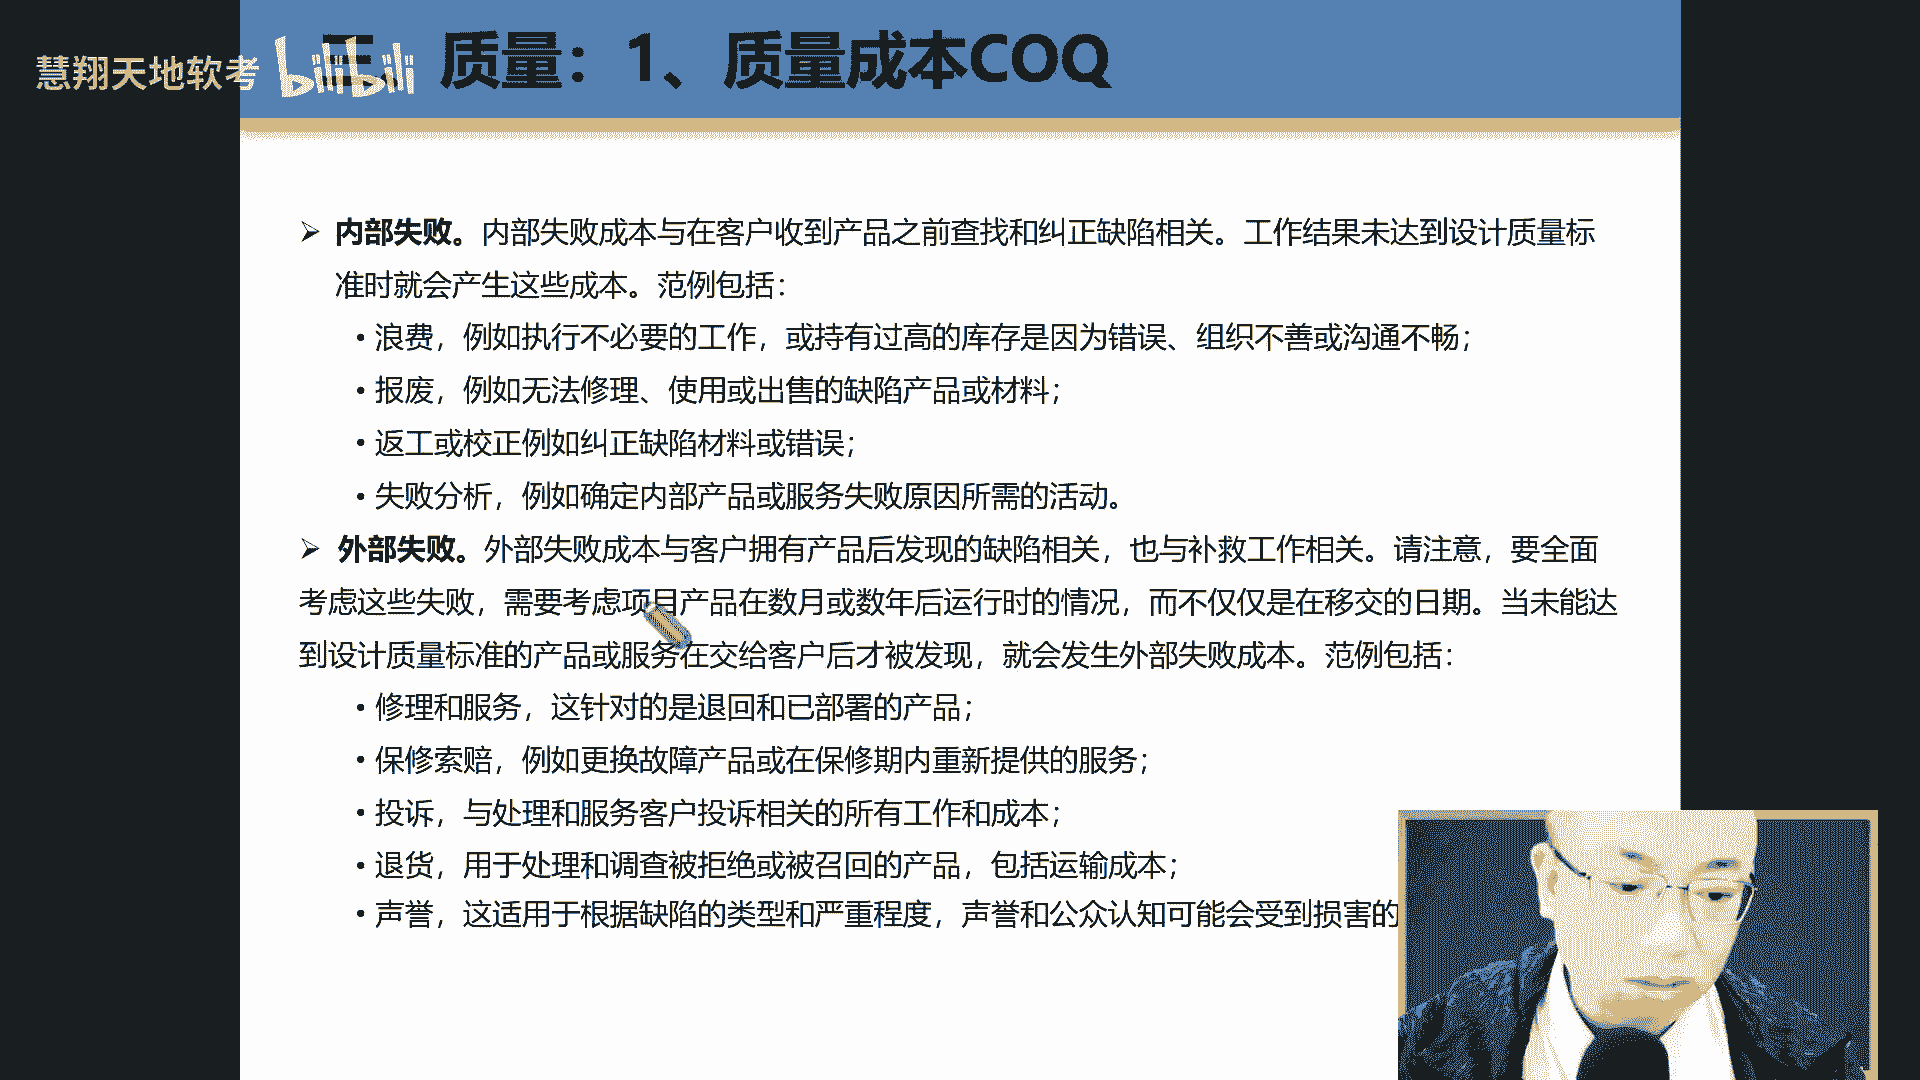 慧翔天地软考 bilibili
三、质量：1、质量成本COQ
➢ 内部失败。内部失败成本与在客户收到产品之前查找和纠正缺陷相关。工作结果未达到设计质量标
准时就会产生这些成本。范例包括：
• 浪费，例如执行不必要的工作，或持有过高的库存是因为错误、组织不善或沟通不畅；
• 报废，例如无法修理、使用或出售的缺陷产品或材料；
• 返工或校正例如纠正缺陷材料或错误；
• 失败分析，例如确定内部产品或服务失败原因所需的活动。
➢ 外部失败。外部失败成本与客户拥有产品后发现的缺陷相关，也与补救工作相关。请注意，要全面
考虑这些失败，需要考虑项目产品在数月或数年后运行时的情况，而不仅仅是在移交的日期。当未能达
到设计质量标准的产品或服务在交给客户后才被发现，就会发生外部失败成本。范例包括：
• 修理和服务，这针对的是退回和已部署的产品；
• 保修索赔，例如更换故障产品或在保修期内重新提供的服务；
• 投诉，与处理和服务客户投诉相关的所有工作和成本；
• 退货，用于处理和调查被拒绝或被召回的产品，包括运输成本；
• 声誉，这适用于根据缺陷的类型和严重程度，声誉和公众认知可能会受到损害的